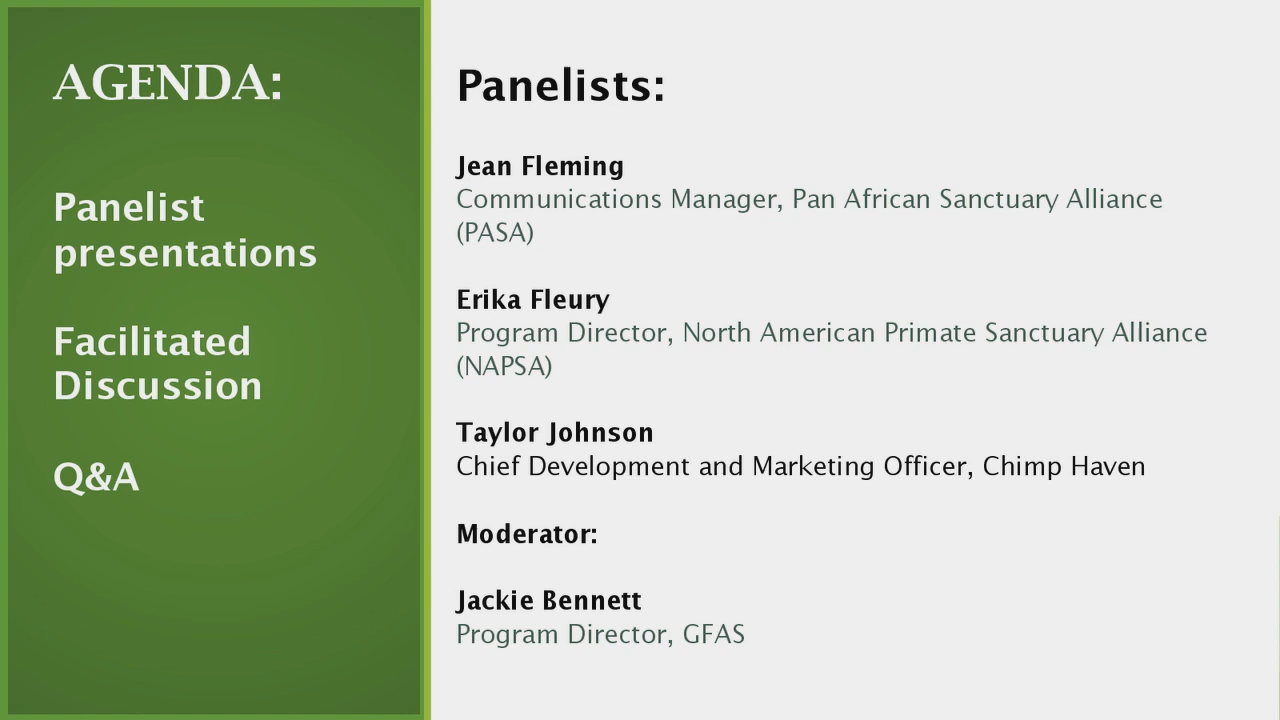 AGENDA:
Panelist
presentations
Facilitated
Discussion
Q&A
Panelists:
Jean Fleming
Communications Manager, Pan African Sanctuary Alliance
(PASA)
Erika Fleury
Program Director, North American Primate Sanctuary Alliance
(NAPSA)
Taylor Johnson
Chief Development and Marketing Officer, Chimp Haven
Moderator:
Jackie Bennett
Program Director, GFAS